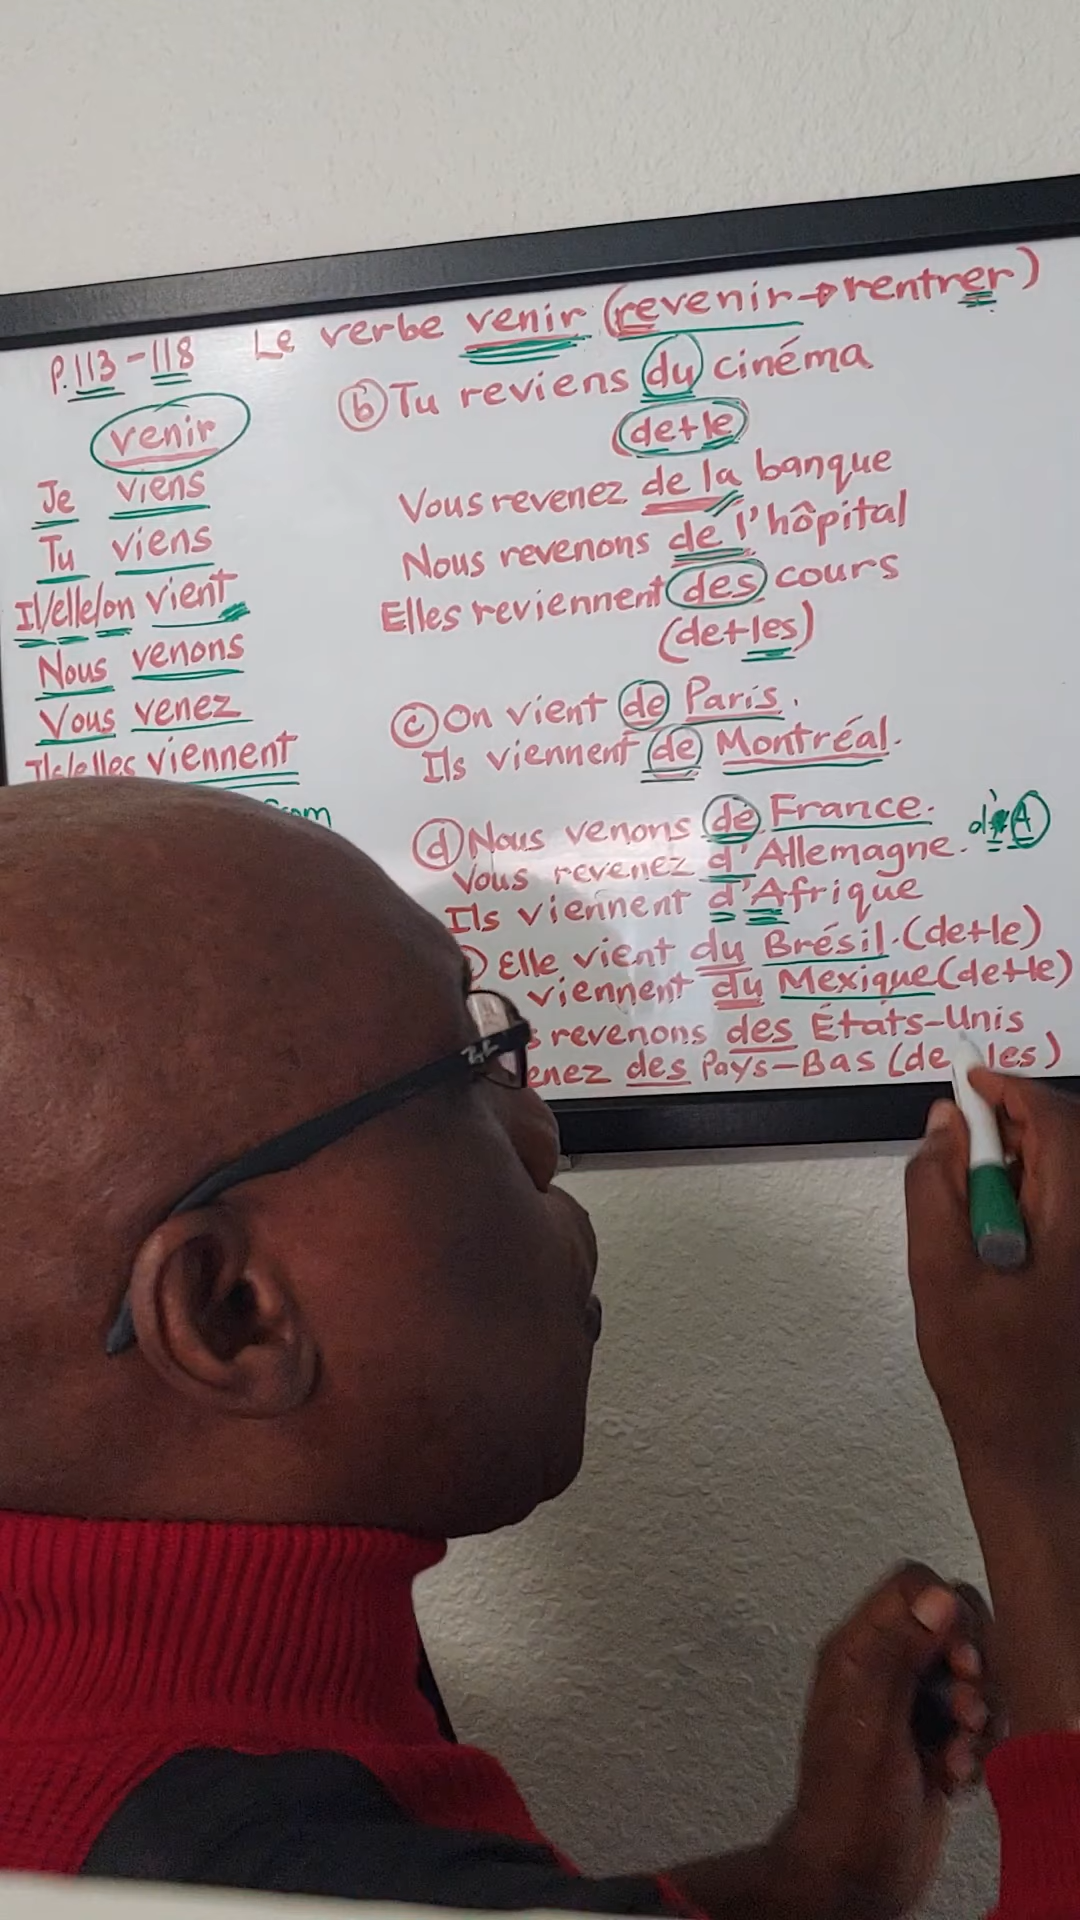 Le verbe venir (revenir→rentrer)
P.113-118
venir
Je viens
Tu viens
Il/elle/on vient
Nous venons
Vous venez
Ils/elles viennent
ⓑ Tu reviens du cinéma
(de+le)
Vous revenez de la banque
Nous revenons de l'hôpital
Elles reviennent des cours
(de+les)
ⓒ On vient de Paris.
Ils viennent de Montréal.
ⓓ Nous venons de France.
Vous revenez d'Allemagne.
Ils viennent d'Afrique
Elle vient du Brésil.(de+le)
viennent du Mexique(de+le)
revenons des États-Unis
des Pays-Bas (de les)